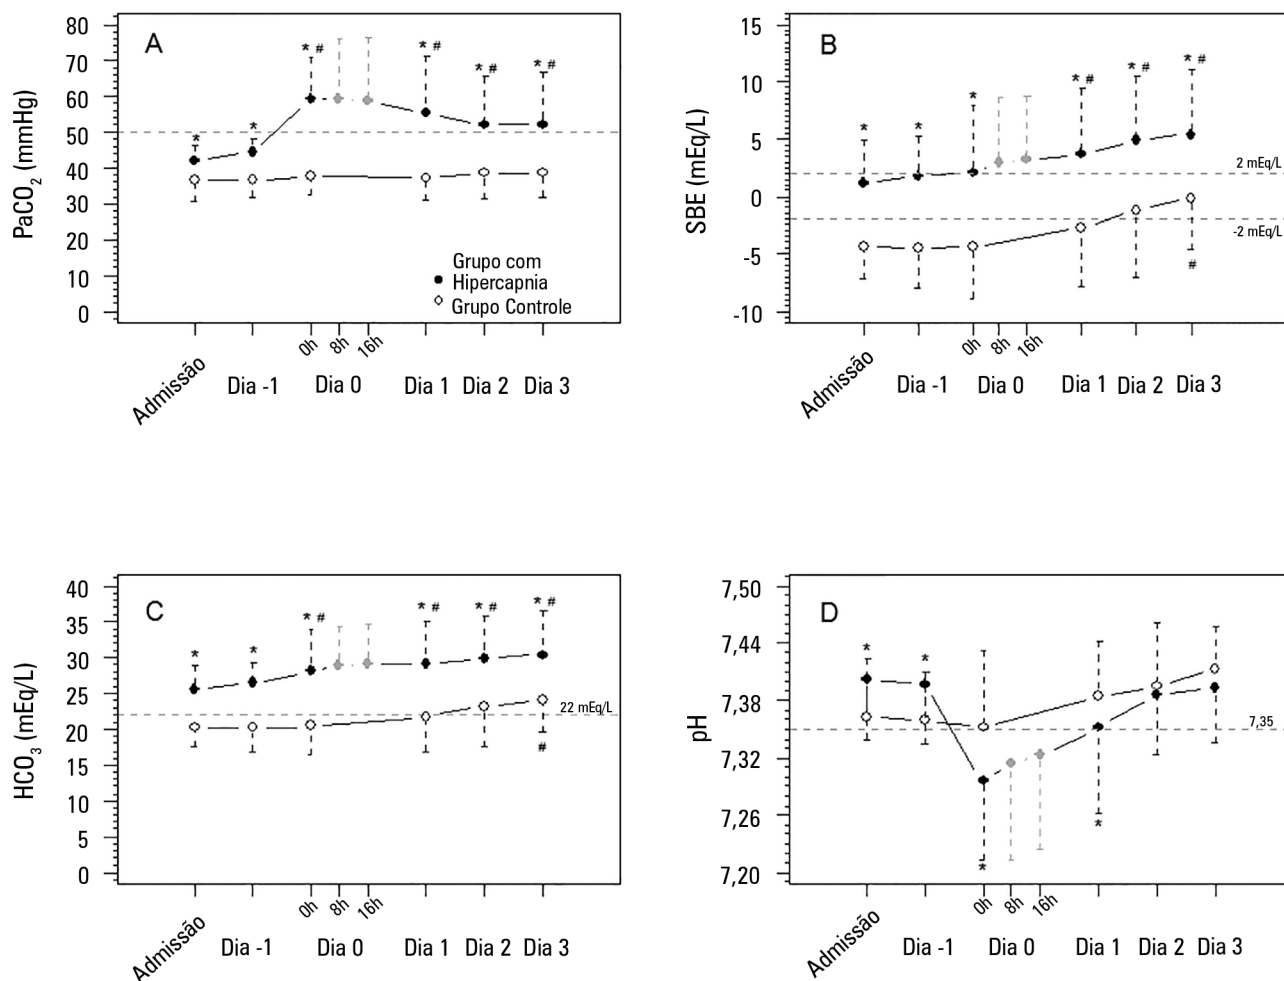 A
PaCO2 (mmHg)
80
70
60
50
40
30
20
10
0
*
*
* #
* #
* #
* #
Grupo com
Hipercapnia
Grupo Controle
Admissão
Dia -1
0h
8h
16h
Dia 0
Dia 1
Dia 2
Dia 3
B
SBE (mEq/L)
15
10
5
0
-5
-10
*
*
*
* #
* #
* #
2 mEq/L
-2 mEq/L
#
Admissão
Dia -1
0h
8h
16h
Dia 0
Dia 1
Dia 2
Dia 3
C
HCO3 (mEq/L)
40
35
30
25
20
15
10
5
0
*
*
* #
* #
* #
* #
22 mEq/L
#
Admissão
Dia -1
0h
8h
16h
Dia 0
Dia 1
Dia 2
Dia 3
D
pH
7,50
7,44
7,38
7,32
7,26
7,20
*
*
7,35
*
*
Admissão
Dia -1
0h
8h
16h
Dia 0
Dia 1
Dia 2
Dia 3